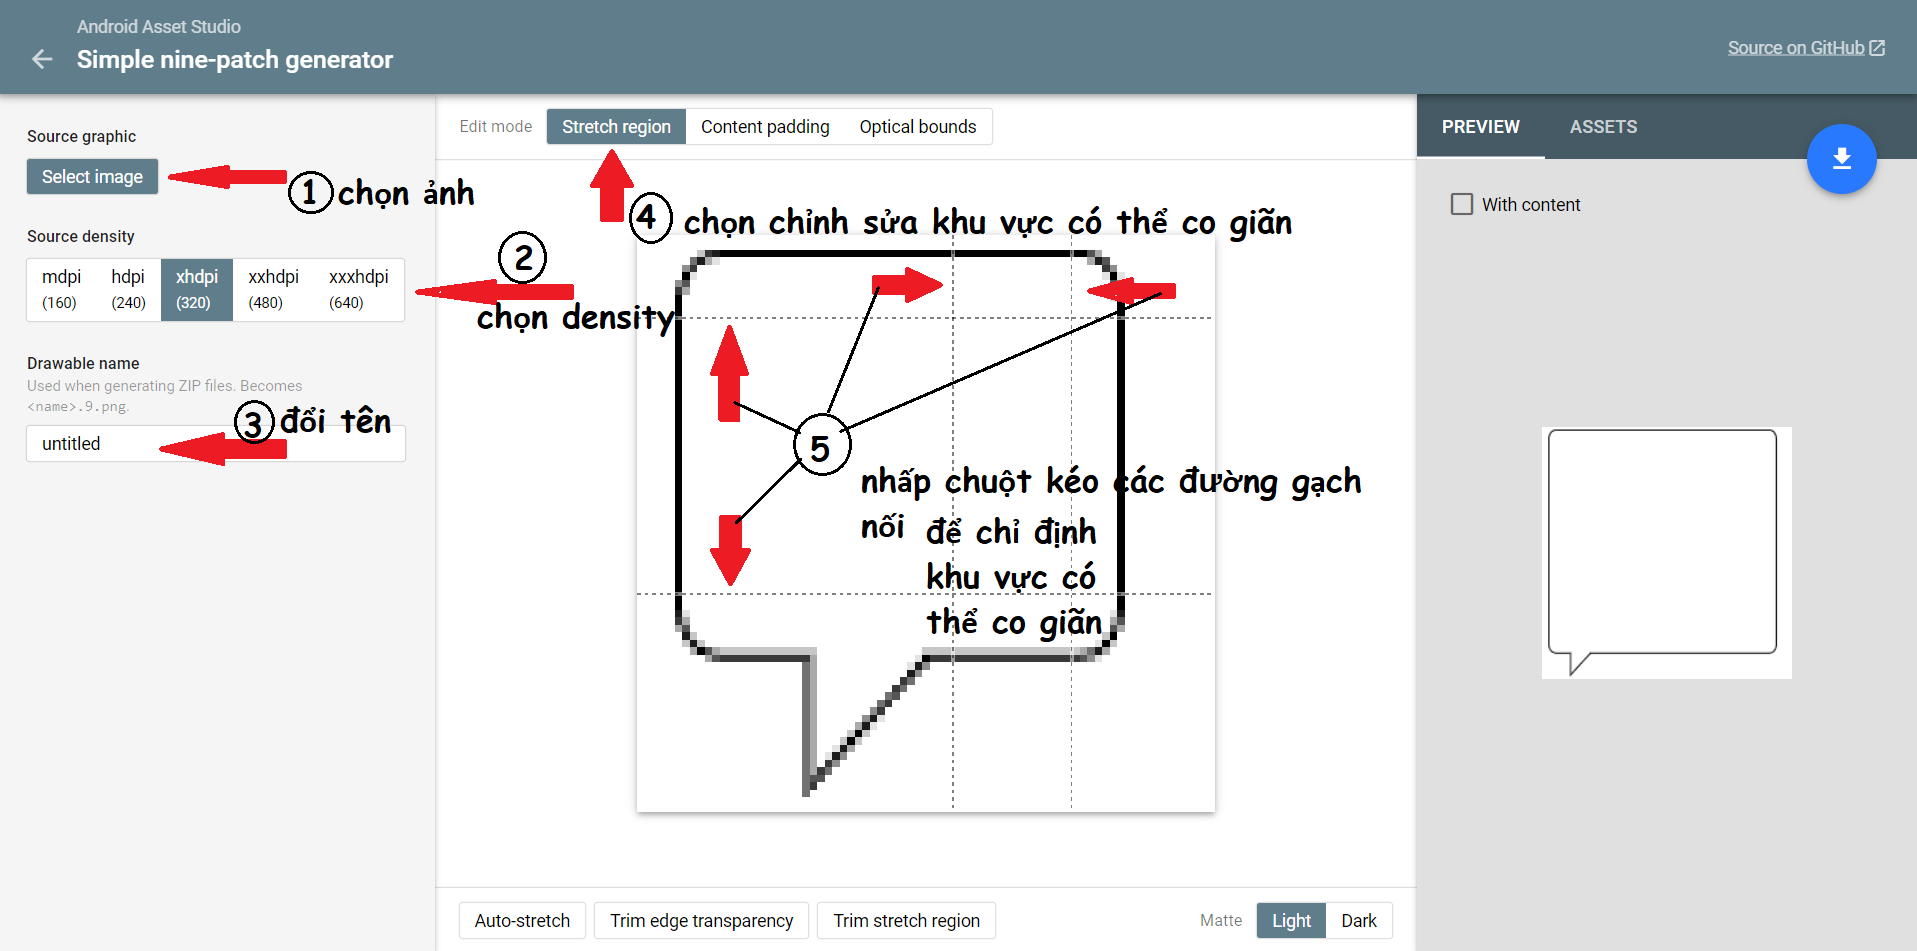 Android Asset Studio
Simple nine-patch generator
Source on GitHub
Source graphic
Select image
1 chọn ảnh
Source density
mdpi hdpi xhdpi xxhdpi xxxhdpi
(160) (240) (320) (480) (640)
2
chọn density
Drawable name
Used when generating ZIP files. Becomes
<name>.9.png.
3 đổi tên
untitled
Edit mode Stretch region Content padding Optical bounds
4 chọn chỉnh sửa khu vực có thể co giãn
5
nhấp chuột kéo các đường gạch
nối để chỉ định
khu vực có
thể co giãn
Auto-stretch Trim edge transparency Trim stretch region Matte Light Dark
PREVIEW ASSETS
With content